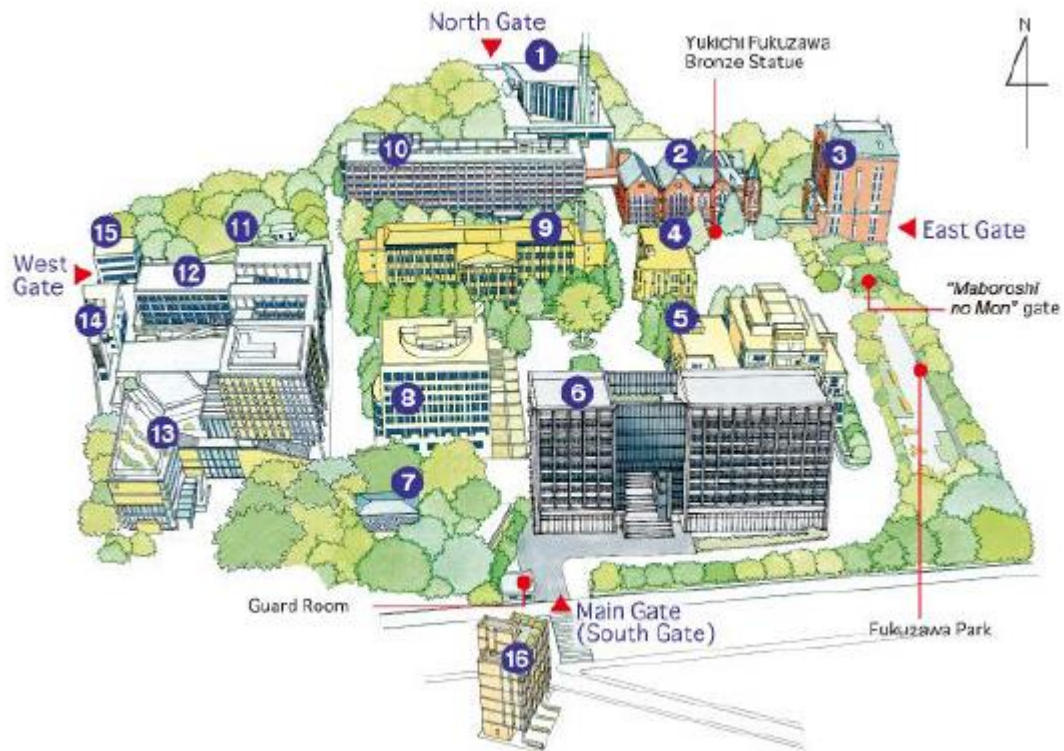 North Gate
1
Yukichi Fukuzawa
Bronze Statue
N
10
2
3
15
11
9
4
East Gate
West
Gate
12
14
5
"Maboroshi
no Mon" gate
8
6
13
7
Guard Room
Main Gate
(South Gate)
Fukuzawa Park
16